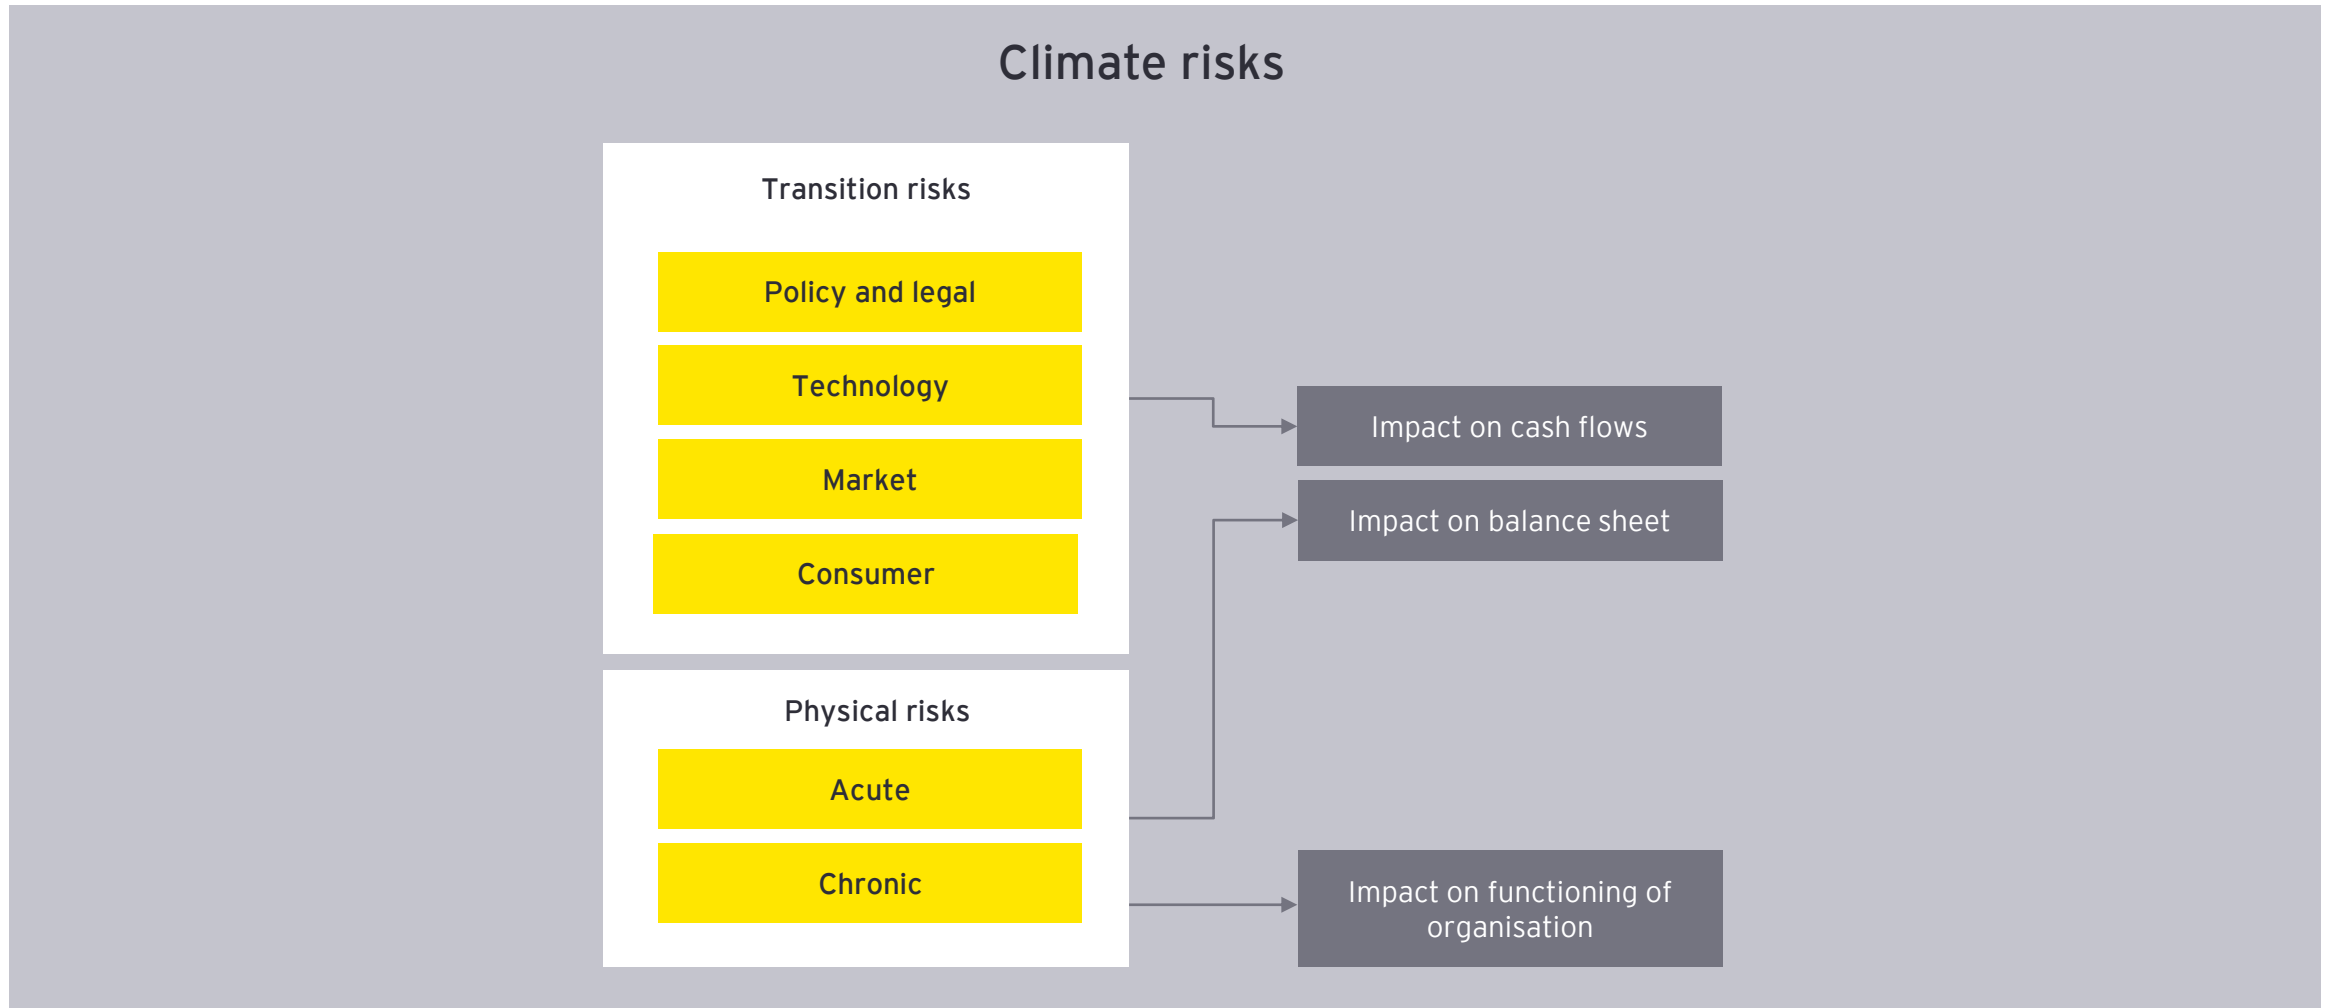 Climate risks
Transition risks
Policy and legal
Technology
Market
Consumer
Impact on cash flows
Impact on balance sheet
Physical risks
Acute
Chronic
Impact on functioning of
organisation